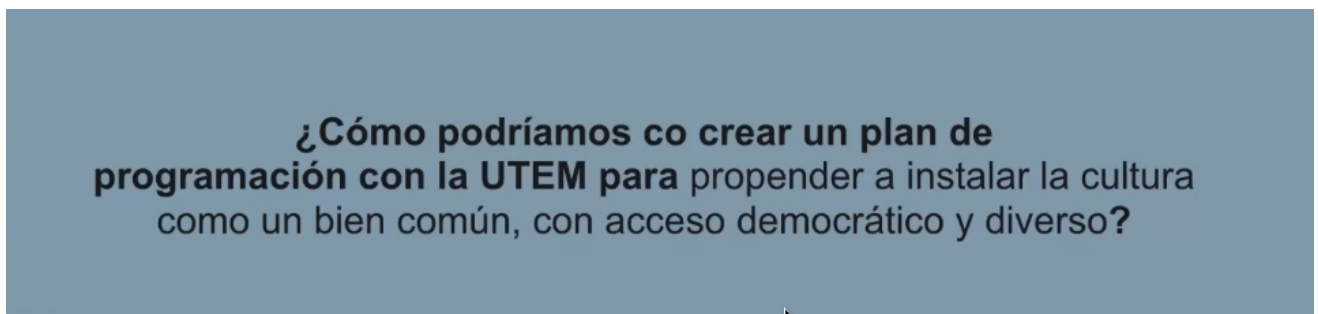 ¿Cómo podríamos co crear un plan de
programación con la UTEM para propender a instalar la cultura
como un bien común, con acceso democrático y diverso?